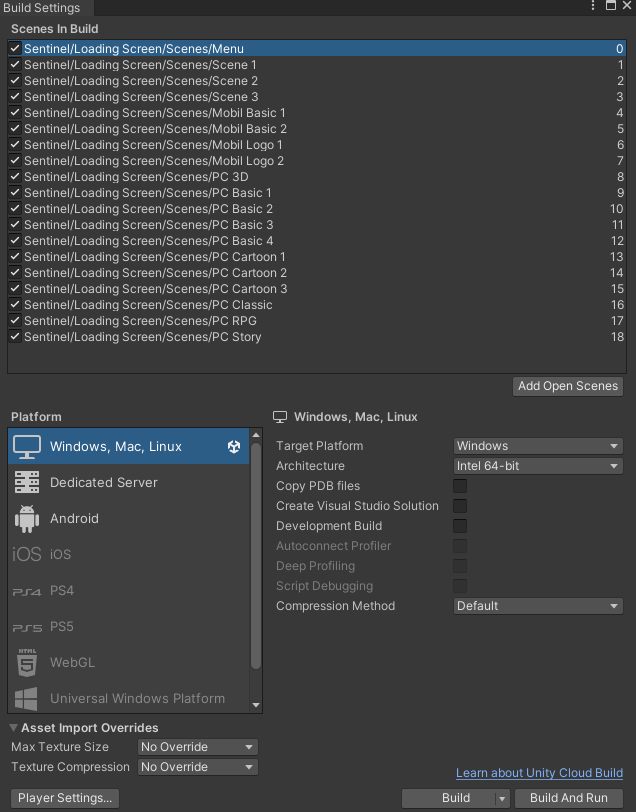 Build Settings
Scenes In Build
Sentinel/Loading Screen/Scenes/Menu 0
Sentinel/Loading Screen/Scenes/Scene 1 1
Sentinel/Loading Screen/Scenes/Scene 2 2
Sentinel/Loading Screen/Scenes/Scene 3 3
Sentinel/Loading Screen/Scenes/Mobil Basic 1 4
Sentinel/Loading Screen/Scenes/Mobil Basic 2 5
Sentinel/Loading Screen/Scenes/Mobil Logo 1 6
Sentinel/Loading Screen/Scenes/Mobil Logo 2 7
Sentinel/Loading Screen/Scenes/PC 3D 8
Sentinel/Loading Screen/Scenes/PC Basic 1 9
Sentinel/Loading Screen/Scenes/PC Basic 2 10
Sentinel/Loading Screen/Scenes/PC Basic 3 11
Sentinel/Loading Screen/Scenes/PC Basic 4 12
Sentinel/Loading Screen/Scenes/PC Cartoon 1 13
Sentinel/Loading Screen/Scenes/PC Cartoon 2 14
Sentinel/Loading Screen/Scenes/PC Cartoon 3 15
Sentinel/Loading Screen/Scenes/PC Classic 16
Sentinel/Loading Screen/Scenes/PC RPG 17
Sentinel/Loading Screen/Scenes/PC Story 18
Add Open Scenes
Platform
Windows, Mac, Linux
Dedicated Server
Android
iOS iOS
PS4 PS4
PS5 PS5
HTML 5 WebGL
Universal Windows Platform
Windows, Mac, Linux
Target Platform Windows
Architecture Intel 64-bit
Copy PDB files
Create Visual Studio Solution
Development Build
Autoconnect Profiler
Deep Profiling
Script Debugging
Compression Method Default
Asset Import Overrides
Max Texture Size No Override
Texture Compression No Override
Learn about Unity Cloud Build
Player Settings...
Build
Build And Run